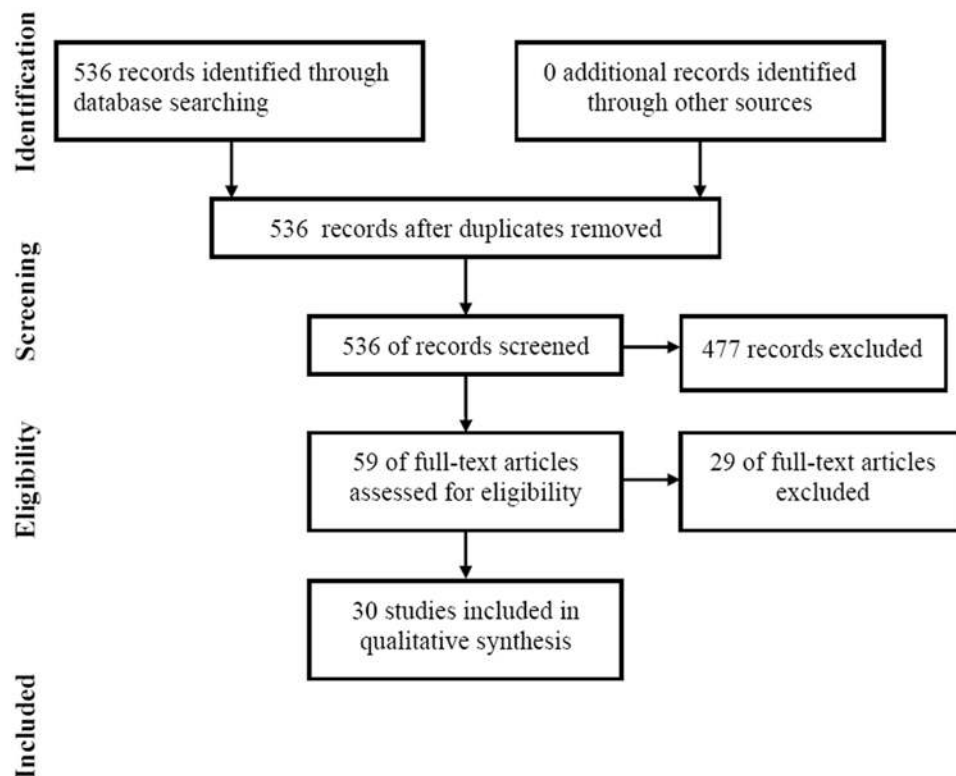 Identification
536 records identified through
database searching
0 additional records identified
through other sources
536 records after duplicates removed
Screening
536 of records screened
477 records excluded
Eligibility
59 of full-text articles
assessed for eligibility
29 of full-text articles
excluded
30 studies included in
qualitative synthesis
Included